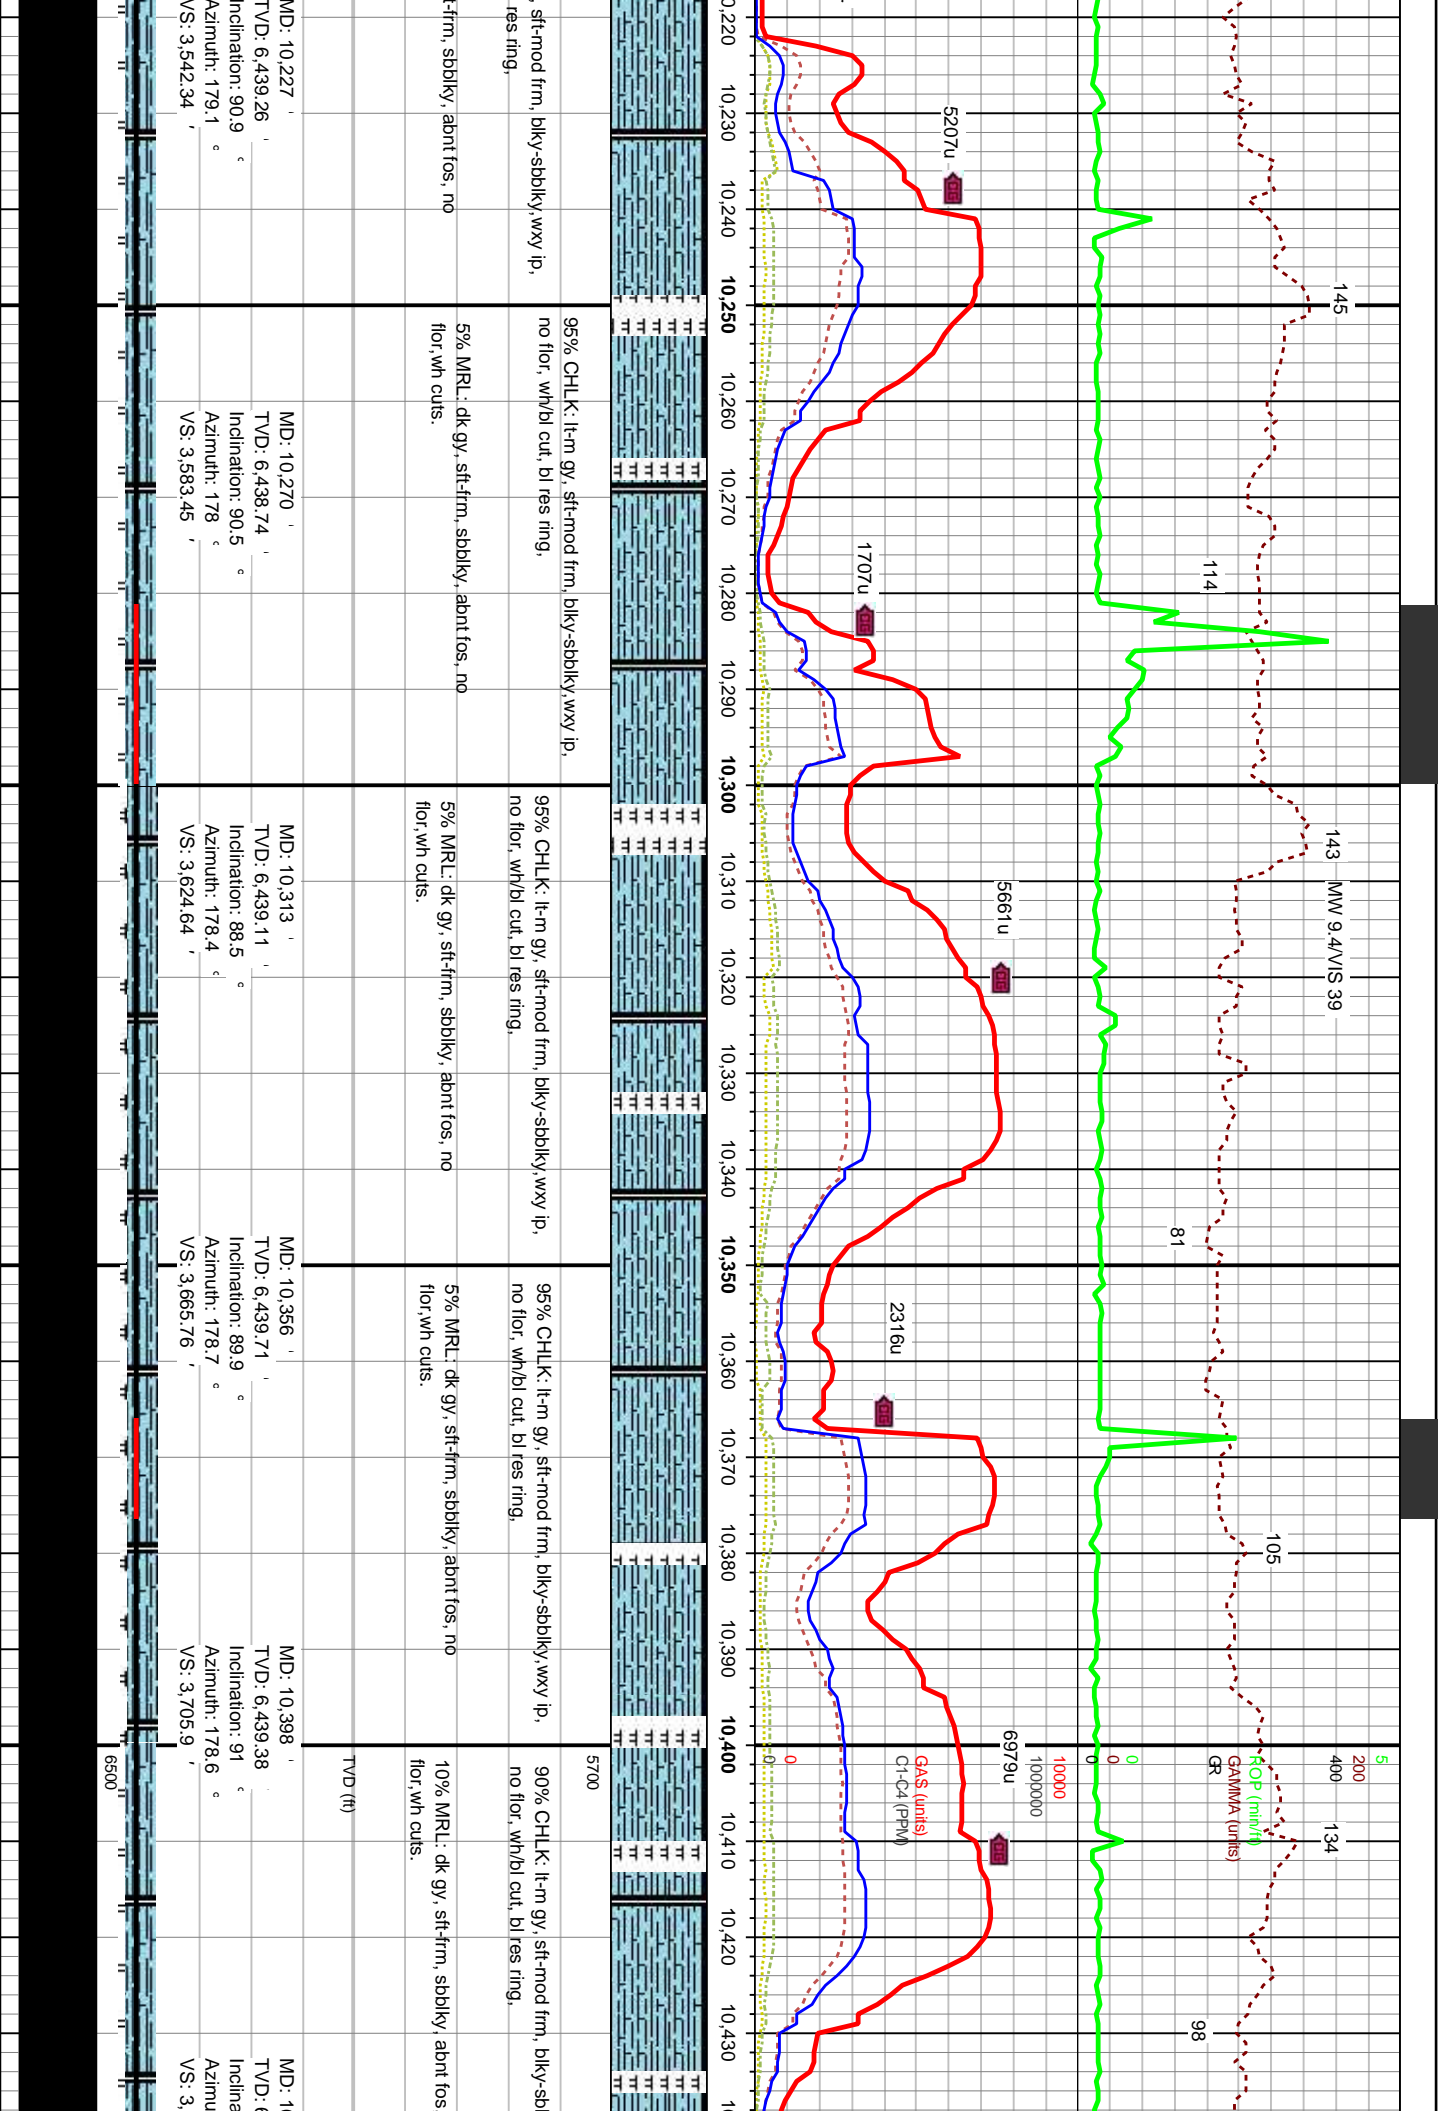 145
114
143
MW 9.4/VIS 39
81
105
134
98
5
200
400
0
0
0
ROP (min/ft)
GAMMA (units)
GR
10000
100000
0
0
GAS (units)
C1-C4 (PPM)
5207u
1707u
5661u
2316u
6979u
10,230
10,240
10,250
10,260
10,270
10,280
10,290
10,300
10,310
10,320
10,330
10,340
10,350
10,360
10,370
10,380
10,390
10,400
10,410
10,420
10,430
sft-mod frm, blky-sbblky,wxy ip,
res ring,
t-frm, sbblky, abnt fos, no
95% CHLK: lt-m gy, sft-mod frm, blky-sbblky,wxy ip,
no flor, wh/bl cut, bl res ring,
5% MRL: dk gy, sft-frm, sbblky, abnt fos, no
flor,wh cuts.
95% CHLK: lt-m gy, sft-mod frm, blky-sbblky,wxy ip,
no flor, wh/bl cut, bl res ring,
5% MRL: dk gy, sft-frm, sbblky, abnt fos, no
flor,wh cuts.
95% CHLK: lt-m gy, sft-mod frm, blky-sbblky,wxy ip,
no flor, wh/bl cut, bl res ring,
5% MRL: dk gy, sft-frm, sbblky, abnt fos, no
flor,wh cuts.
90% CHLK: lt-m gy, sft-mod frm, blky-sbl
no flor, wh/bl cut, bl res ring,
10% MRL: dk gy, sft-frm, sbblky, abnt fos,
flor,wh cuts.
5700
TVD (ft)
6500
MD: 10,227 '
TVD: 6,439.26 '
Inclination: 90.9 °
Azimuth: 179.1 °
VS: 3,542.34 '
MD: 10,270 '
TVD: 6,438.74 '
Inclination: 90.5 °
Azimuth: 178 °
VS: 3,583.45 '
MD: 10,313 '
TVD: 6,439.11 '
Inclination: 88.5 °
Azimuth: 178.4 °
VS: 3,624.64 '
MD: 10,356 '
TVD: 6,439.71 '
Inclination: 89.9 °
Azimuth: 178.7 °
VS: 3,665.76 '
MD: 10,398 '
TVD: 6,439.38 '
Inclination: 91 °
Azimuth: 178.6 °
VS: 3,705.9 '
MD: 1
TVD: 6
Inclina
Azimu
VS: 3,